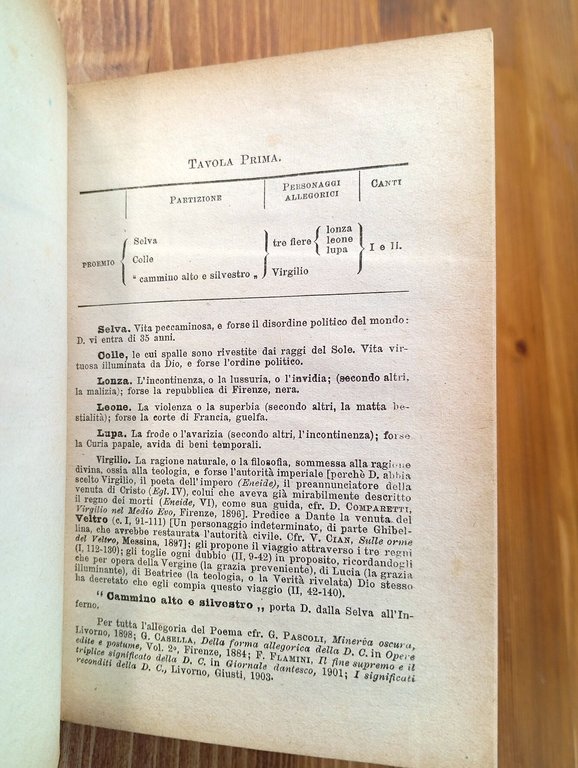 TAVOLA PRIMA.
PARTIZIONE
PERSONAGGI ALLEGORICI
CANTI
PROEMIO
Selva
Colle
“ cammino alto e silvestro „
tre fiere
lonza
leone
lupa
Virgilio
I e II.
Selva. Vita peccaminosa, e forse il disordine politico del mondo:
D. vi entra di 35 anni.
Colle, le cui spalle sono rivestite dai raggi del Sole. Vita vir-
tuosa illuminata da Dio, e forse l'ordine politico.
Lonza. L'incontinenza, o la lussuria, o l'invidia; (secondo altri,
la malizia); forse la repubblica di Firenze, nera.
Leone. La violenza o la superbia (secondo altri, la matta be-
stialità); forse la corte di Francia, guelfa.
Lupa. La frode o l'avarizia (secondo altri, l'incontinenza); forse
la Curia papale, avida di beni temporali.
Virgilio. La ragione naturale, o la filosofia, sommessa alla ragione
divina, ossia alla teologia, e forse l'autorità imperiale [perchè D. abbia
scelto Virgilio, il poeta dell'impero (Eneide), il preannunciatore della
venuta di Cristo (Egl. IV), colui che aveva già mirabilmente descritto
il regno dei morti (Eneide, VI), come sua guida, cfr. D. COMPARETTI,
Virgilio nel Medio Evo, Firenze, 1896]. Predice a Dante la venuta del
Veltro (c. I, 91-111) [Un personaggio indeterminato, di parte Ghibel-
lina, che avrebbe restaurata l'autorità civile. Cfr. V. CIAN, Sulle orme
del Veltro, Messina, 1897]; gli propone il viaggio attraverso i tre regni
(I, 112-130); gli toglie ogni dubbio (II, 9-42) in proposito, ricordandogli
che per opera della Vergine (la grazia preveniente), di Lucia (la grazia
illuminante), di Beatrice (la teologia, o la Verità rivelata) Dio stesso
ha decretato che egli compia questo viaggio (II, 42-140).
“ Cammino alto e silvestro „ porta D. dalla Selva all'In-
ferno.
Per tutta l'allegoria del Poema cfr. G. PASCOLI, Minerva oscura,
Livorno, 1898; G. CASELLA, Della forma allegorica della D. C. in Opere
edite e postume, Vol. 2º, Firenze, 1884; F. FLAMINI, Il fine supremo e il
triplice significato della D. C. in Giornale dantesco, 1901; I significati
reconditi della D. C., Livorno, Giusti, 1903.